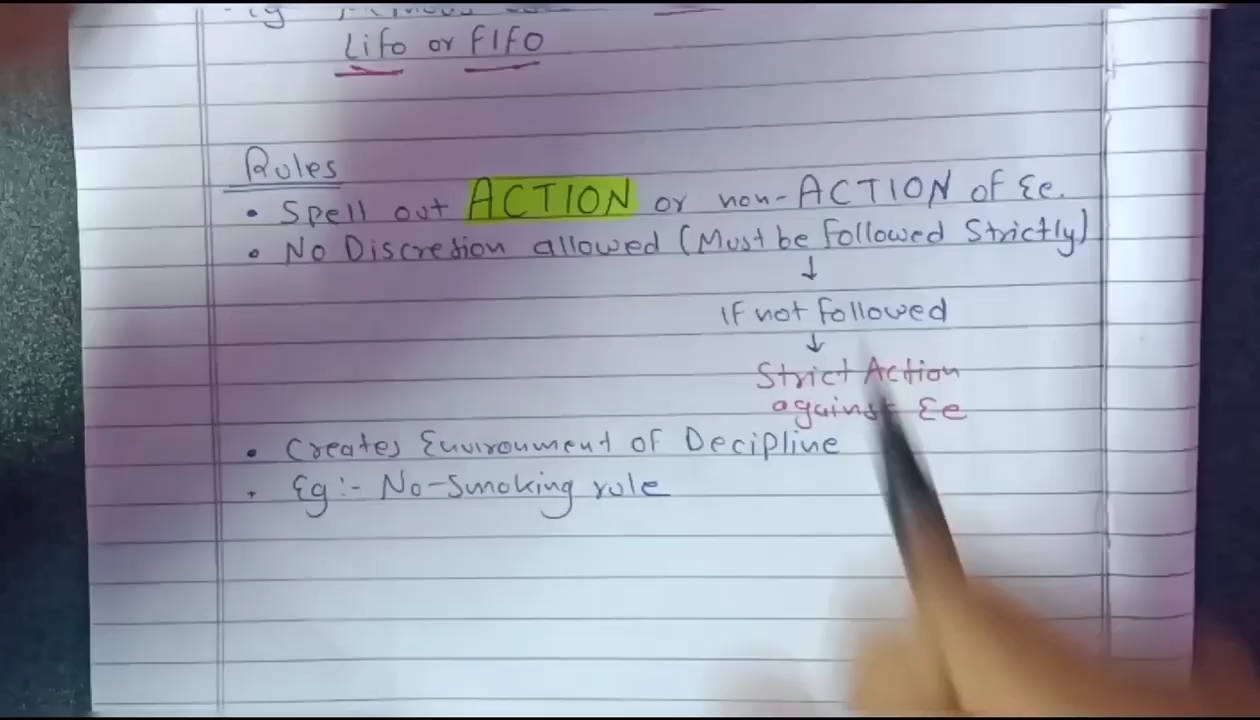 Eg
Lifo or FIFO
Rules
• Spell out ACTION or non-ACTION of Ee.
• No Discretion allowed (Must be followed Strictly)
↓
If not followed
↓
Strict Action
against Ee
• Creates Environment of Decipline
• Eg:- No-Smoking rule